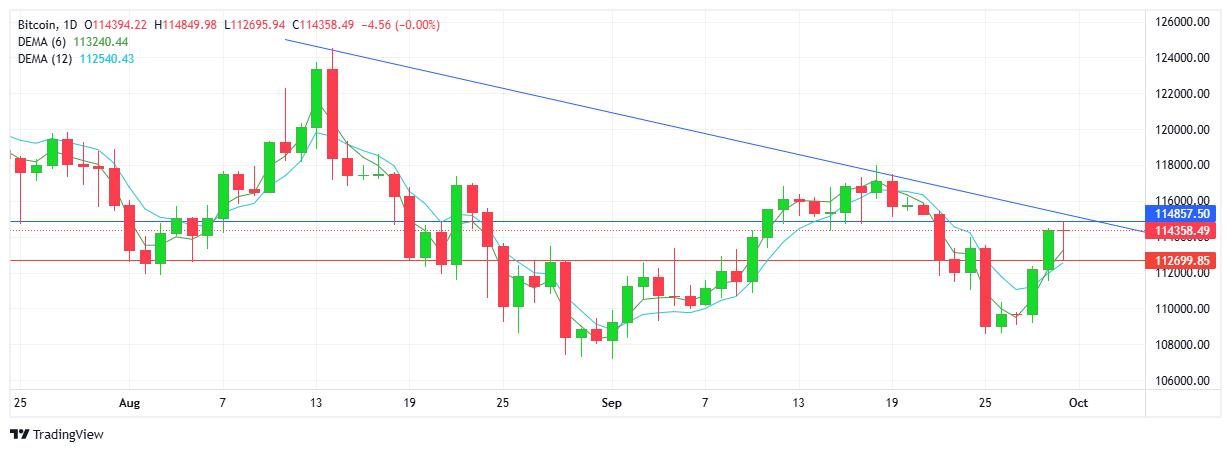 Bitcoin, 1D O114394.22 H114849.98 L112695.94 C114358.49 −4.56 (−0.00%)
DEMA (6) 113240.44
DEMA (12) 112540.43
126000.00
124000.00
122000.00
120000.00
118000.00
116000.00
114857.50
114358.49
112699.85
112000.00
110000.00
108000.00
106000.00
25 Aug 7 13 19 25 Sep 7 13 19 25 Oct
TradingView